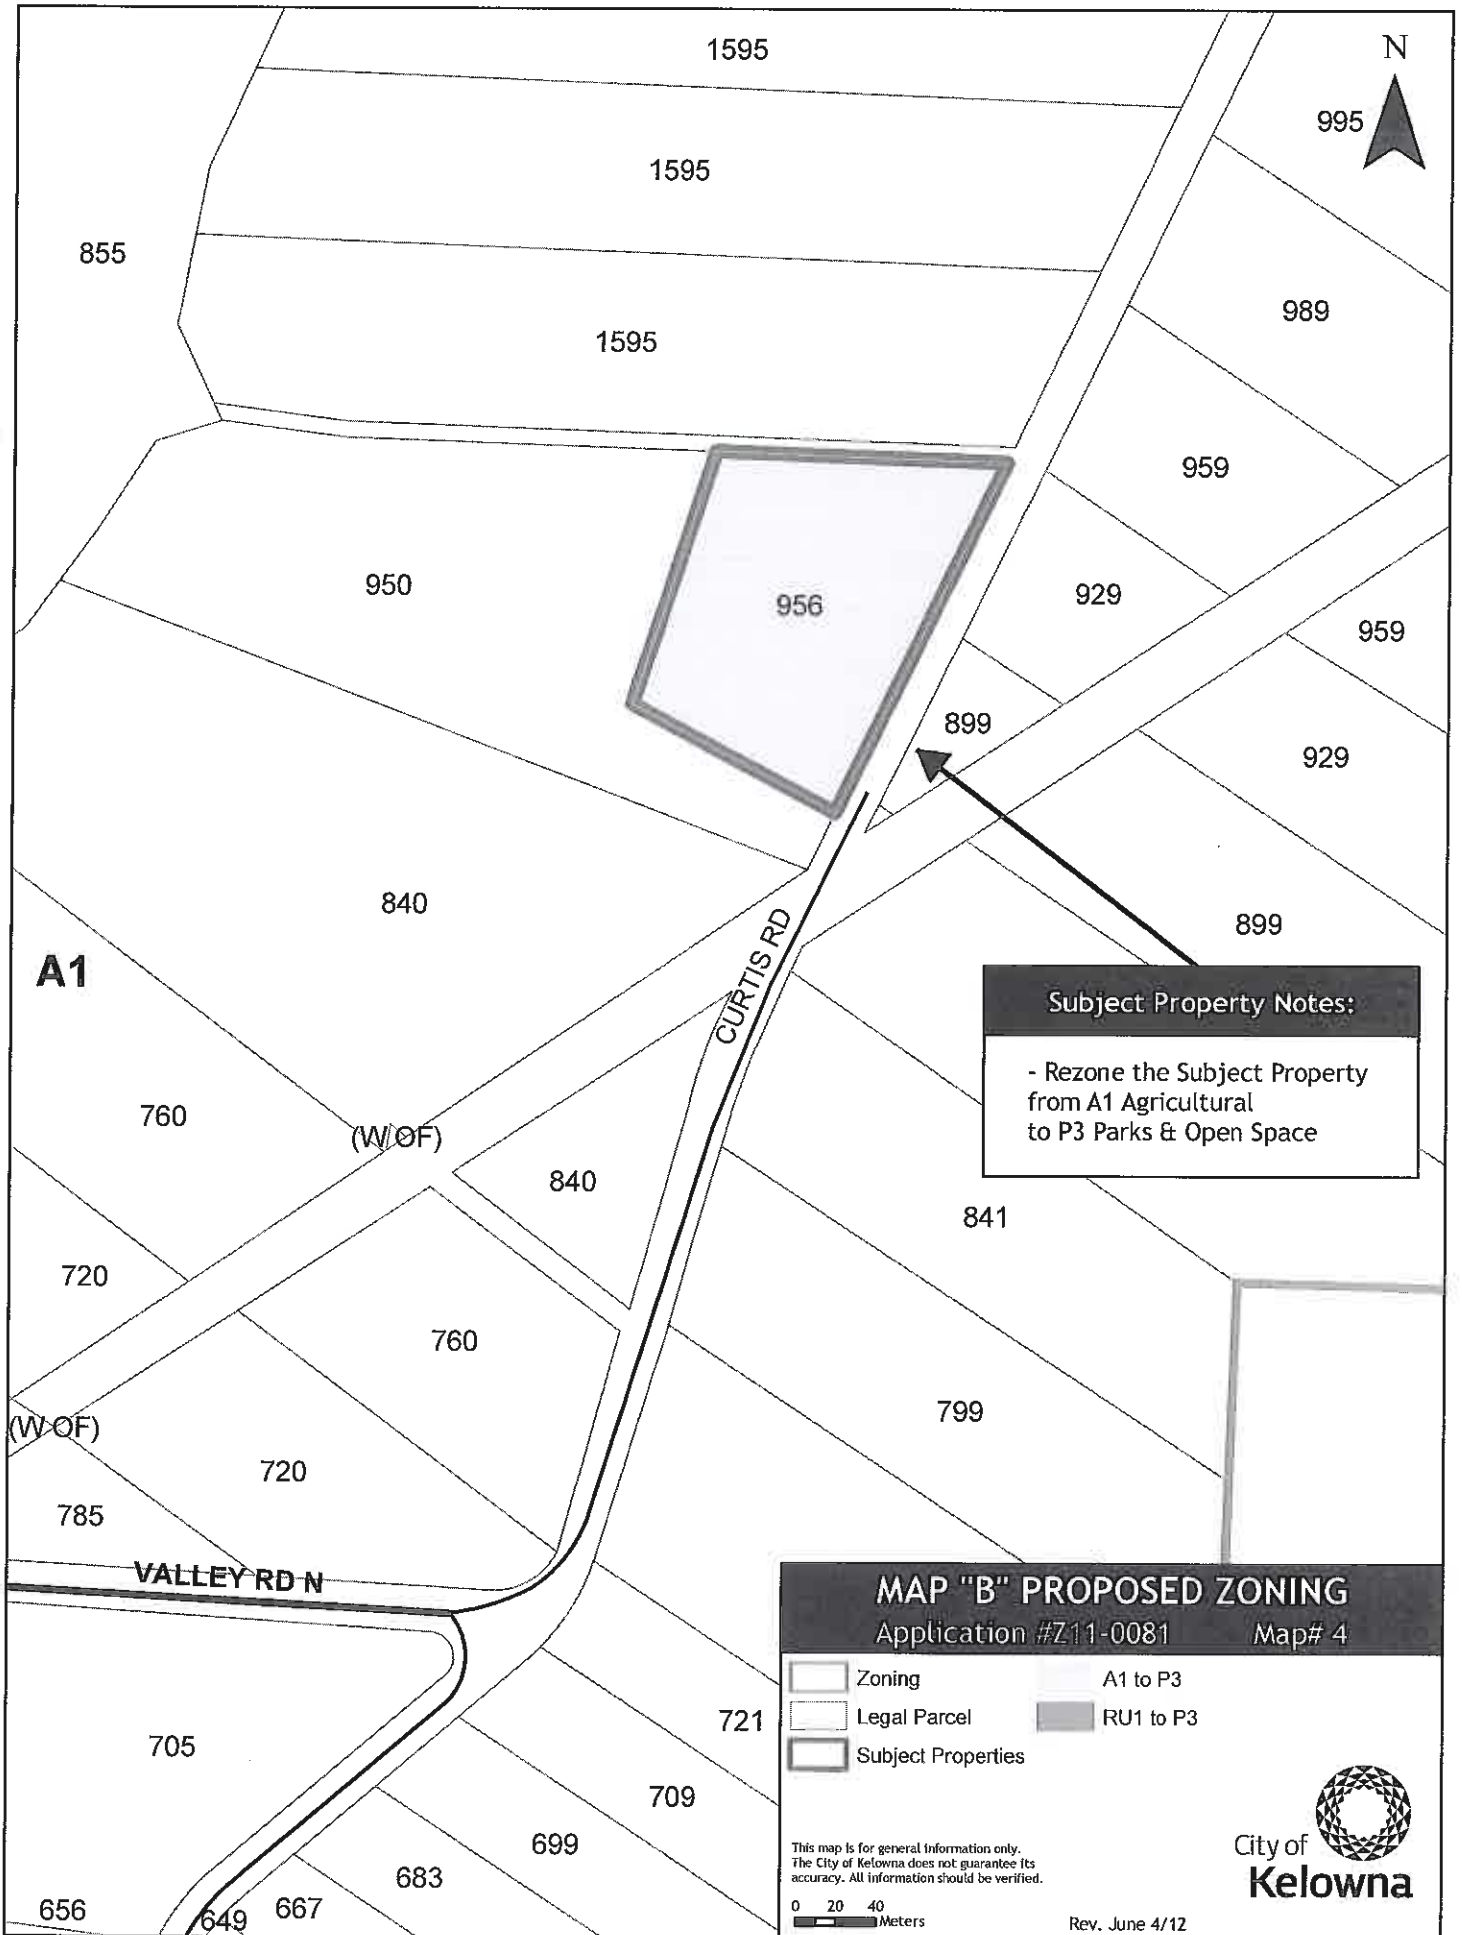 1595
N
995
1595
855
989
1595
959
950
956
929
959
899
929
840
899
CURTIS RD
A1
Subject Property Notes:
- Rezone the Subject Property
from A1 Agricultural
to P3 Parks & Open Space
760
(W OF)
840
841
720
760
799
(W OF)
720
785
VALLEY RD N
MAP "B" PROPOSED ZONING
Application #Z11-0081 Map# 4
Zoning A1 to P3
Legal Parcel RU1 to P3
Subject Properties
721
705
709
699
683
667
649
656
This map is for general information only.
The City of Kelowna does not guarantee its
accuracy. All information should be verified.
City of
Kelowna
0 20 40
Meters
Rev. June 4/12